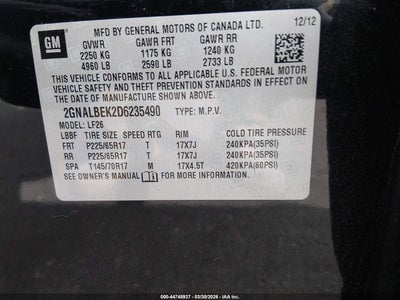 MFD BY GENERAL MOTORS OF CANADA LTD. 12/12
GM
GVWR GAWR FRT GAWR RR
2250 KG 1175 KG 1240 KG
4960 LB 2590 LB 2733 LB
THIS VEHICLE CONFORMS TO ALL APPLICABLE U.S. FEDERAL MOTOR
VEHICLE SAFETY AND THEFT PREVENTION STANDARDS IN EFFECT ON
THE DATE OF MANUFACTURE SHOWN ABOVE.
2GNALBEK2D6235490 TYPE: M.P.V.
MODEL: LF26
LBBF TIRE SIZE SPEED RTG RIM COLD TIRE PRESSURE
FRT P225/65R17 T 17X7J 240KPA(35PSI)
RR P225/65R17 T 17X7J 240KPA(35PSI)
SPA T145/70R17 M 17X4.5T 420KPA(60PSI)
SEE OWNER'S MANUAL FOR MORE INFORMATION.
000-44748937 - 03/30/2026 - IAA, Inc.